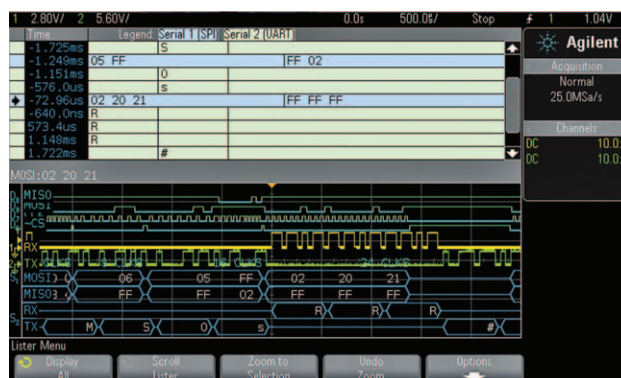 1 2.80V/ 2 5.60V/ 0.0s 500.0⅟/ Stop 1 1.04V
Time Legend: Serial 1 (SPI) Serial 2 (UART)
-1.725ms S
-1.249ms 05 FF FF 02
-1.151ms 0
-576.0us s
-72.96us 02 20 21 FF FF FF
-640.0ns R
573.4us R
1.148ms R
1.722ms #
Agilent
Acquisition
Normal
25.0MSa/s
Channels
DC 10.0:
DC 10.0:
MOSI:02 20 21
MISO
MOSI
~CS
RX
TX CLKS CLKS 24 CLKS
MOSI 06 05 FF 02 20 21
MISO FF FF 02 FF FF FF
RX R R R
TX M S 0 s #
Lister Menu
Display Scroll Zoom to Undo Options
All Lister Selection Zoom